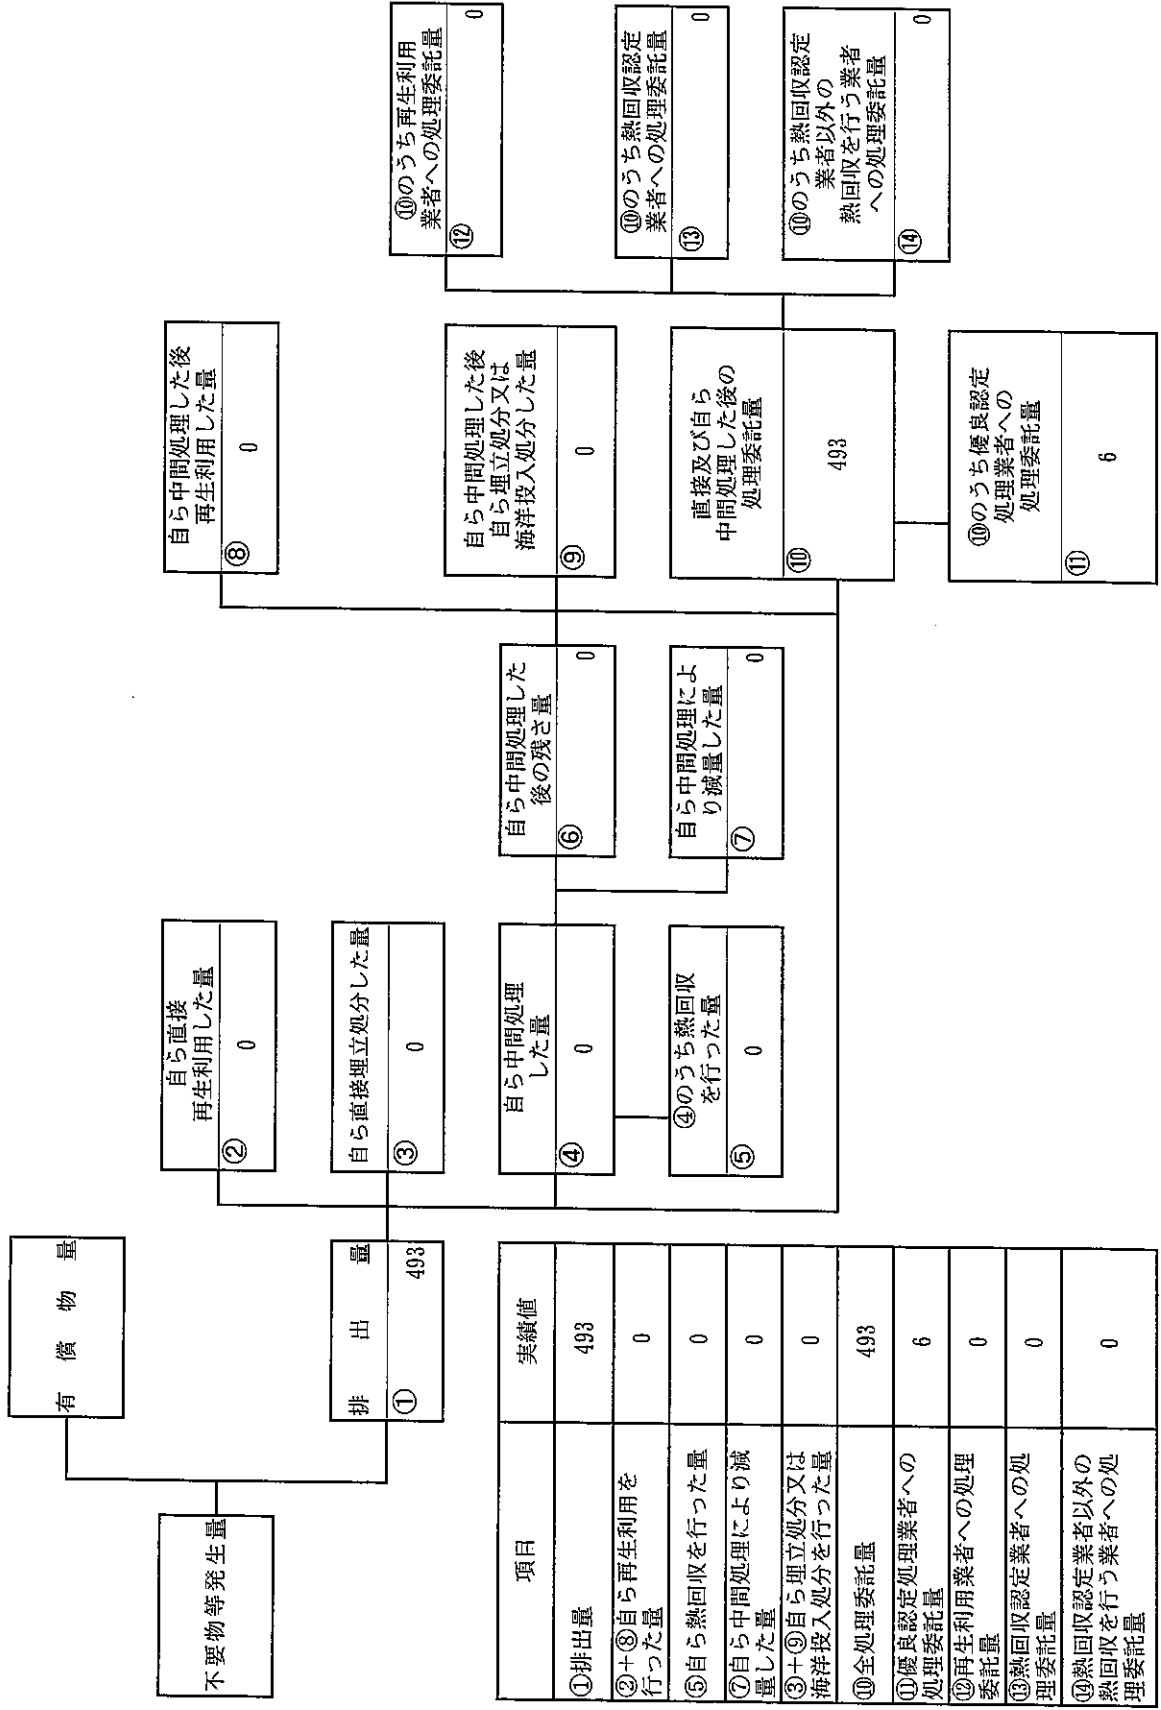 有償物量
不要物等発生量
排出量
① 493
自ら直接
再生利用した量
② 0
自ら直接埋立処分した量
③ 0
自ら中間処理
した量
④ 0
④のうち熱回収
を行った量
⑤ 0
自ら中間処理した
後の残さ量
⑥ 0
自ら中間処理によ
り減量した量
⑦ 0
自ら中間処理した後
再生利用した量
⑧ 0
自ら中間処理した後
自ら埋立処分又は
海洋投入処分した量
⑨ 0
直接及び自ら
中間処理した後の
処理委託量
⑩ 493
⑩のうち優良認定
処理業者への
処理委託量
⑪ 6
⑩のうち再生利用
業者への処理委託量
⑫ 0
⑩のうち熱回収認定
業者への処理委託量
⑬ 0
⑩のうち熱回収認定
業者以外の
熱回収を行う業者
への処理委託量
⑭ 0
項目 実績値
①排出量 493
②+⑧自ら再生利用を
行った量 0
⑤自ら熱回収を行った量 0
⑦自ら中間処理により減
量した量 0
③+⑨自ら埋立処分又は
海洋投入処分を行った量 0
⑩全処理委託量 493
⑪優良認定処理業者への
処理委託量 6
⑫再生利用業者への処理
委託量 0
⑬熱回収認定業者への処
理委託量 0
⑭熱回収認定業者以外の
熱回収を行う業者への処
理委託量 0